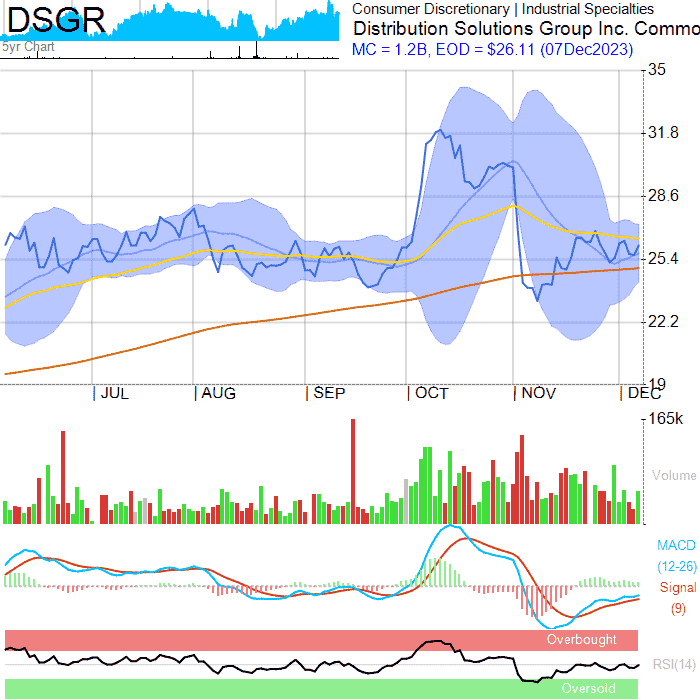 DSGR
5yr Chart
Consumer Discretionary | Industrial Specialties
Distribution Solutions Group Inc. Commo
MC = 1.2B, EOD = $26.11 (07Dec2023)
35
31.8
28.6
25.4
22.2
19
JUL
AUG
SEP
OCT
NOV
DEC
165k
Volume
MACD
(12-26)
Signal
(9)
Overbought
RSI(14)
Oversold